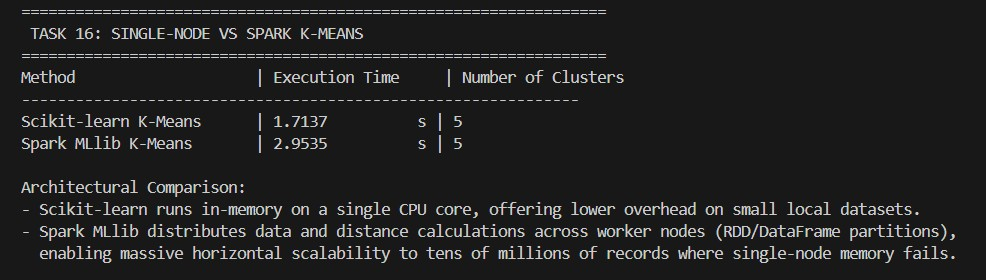 =================================================================
TASK 16: SINGLE-NODE VS SPARK K-MEANS
=================================================================
Method                    | Execution Time     | Number of Clusters
--------------------------------------------------------------
Scikit-learn K-Means      | 1.7137          s | 5
Spark MLlib K-Means       | 2.9535          s | 5
Architectural Comparison:
- Scikit-learn runs in-memory on a single CPU core, offering lower overhead on small local datasets.
- Spark MLlib distributes data and distance calculations across worker nodes (RDD/DataFrame partitions),
enabling massive horizontal scalability to tens of millions of records where single-node memory fails.